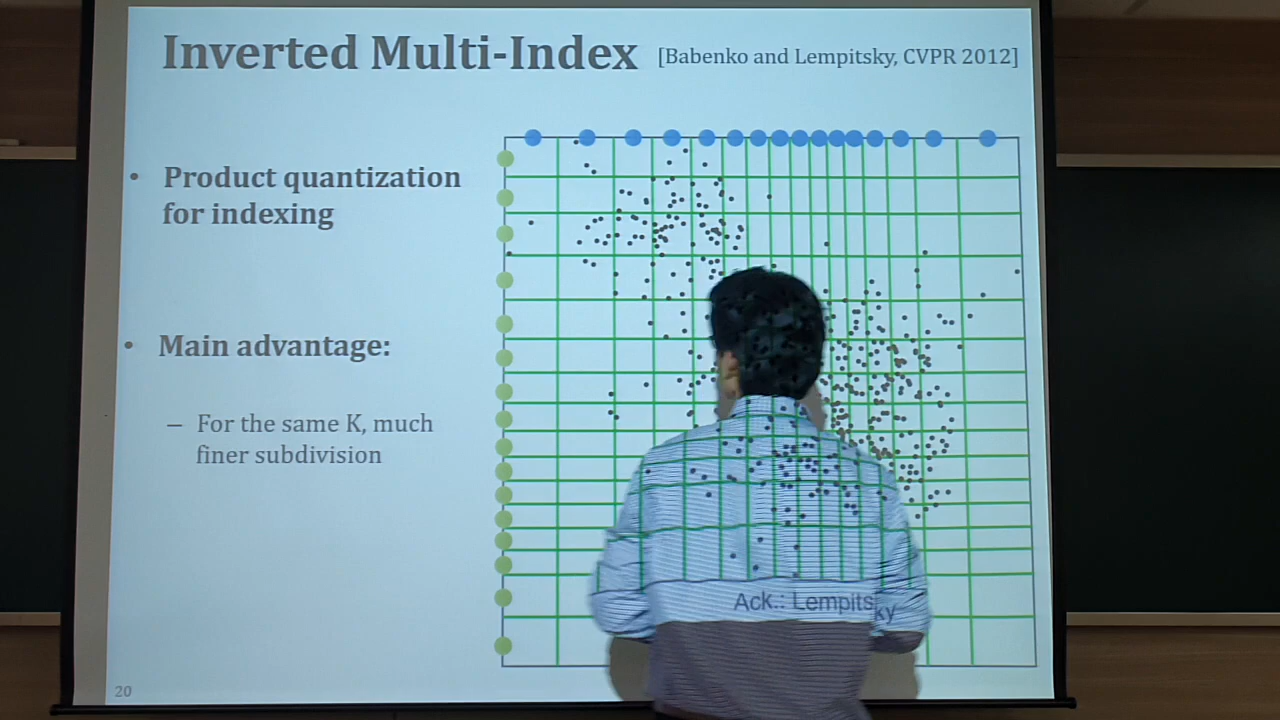 Inverted Multi-Index [Babenko and Lempitsky, CVPR 2012]
• Product quantization
for indexing
• Main advantage:
– For the same K, much
finer subdivision
Ack.: Lempitsky
20